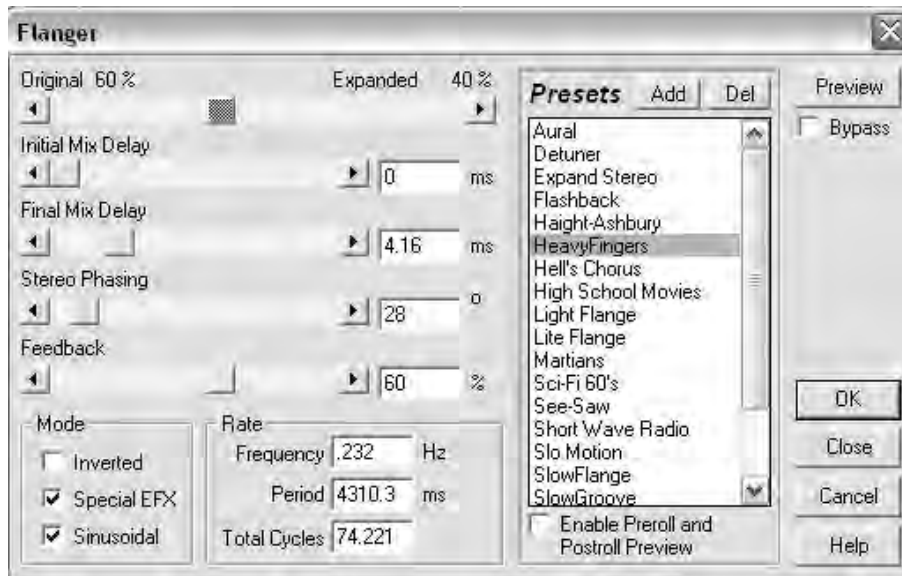 Flanger
Original 60 %
Expanded 40 %
Initial Mix Delay
0 ms
Final Mix Delay
4.16 ms
Stereo Phasing
28 °
Feedback
60 %
Mode
Inverted
Special EFX
Sinusoidal
Rate
Frequency .232 Hz
Period 4310.3 ms
Total Cycles 74.221
Presets Add Del
Aural
Detuner
Expand Stereo
Flashback
Haight-Ashbury
HeavyFingers
Hell's Chorus
High School Movies
Light Flange
Lite Flange
Martians
Sci-Fi 60's
See-Saw
Short Wave Radio
Slo Motion
SlowFlange
SlowGroove
Enable Preroll and
Postroll Preview
Preview
Bypass
OK
Close
Cancel
Help